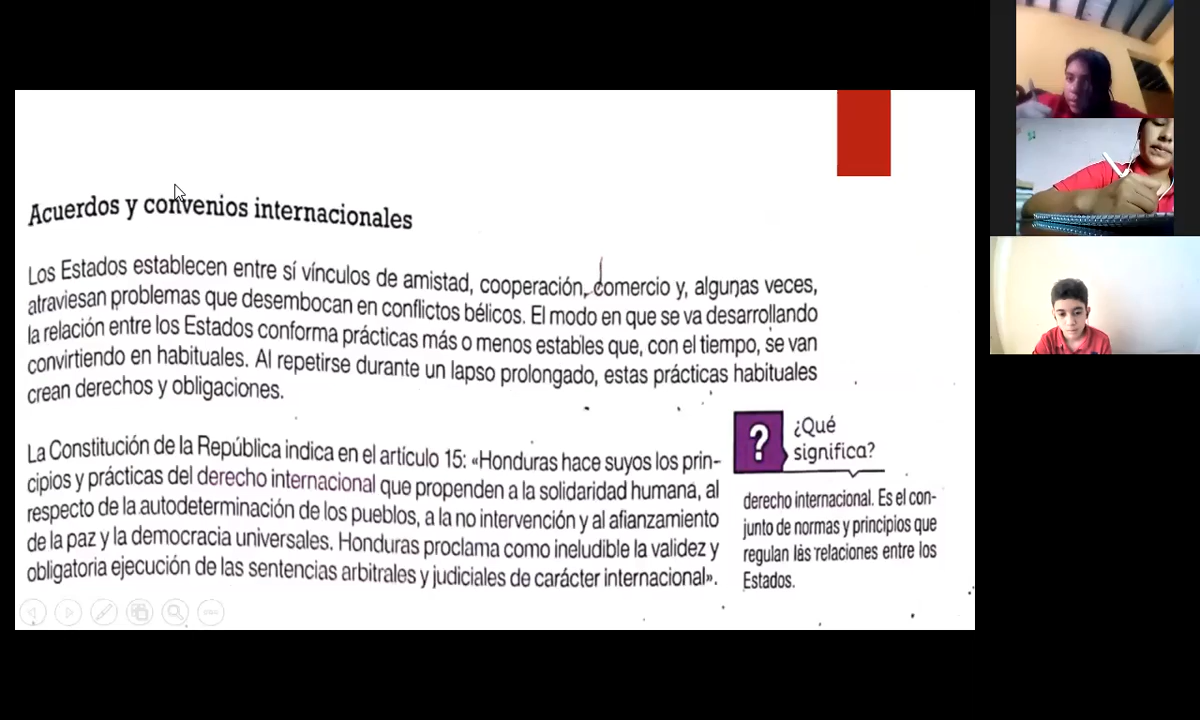 Acuerdos y convenios internacionales
Los Estados establecen entre sí vínculos de amistad, cooperación, comercio y, algunas veces,
atraviesan problemas que desembocan en conflictos bélicos. El modo en que se va desarrollando
la relación entre los Estados conforma prácticas más o menos estables que, con el tiempo, se van
convirtiendo en habituales. Al repetirse durante un lapso prolongado, estas prácticas habituales
crean derechos y obligaciones.
La Constitución de la República indica en el artículo 15: «Honduras hace suyos los prin-
cipios y prácticas del derecho internacional que propenden a la solidaridad humana, al
respecto de la autodeterminación de los pueblos, a la no intervención y al afianzamiento
de la paz y la democracia universales. Honduras proclama como ineludible la validez y
obligatoria ejecución de las sentencias arbitrales y judiciales de carácter internacional».
?
¿Qué
significa?
derecho internacional. Es el con-
junto de normas y principios que
regulan las relaciones entre los
Estados.